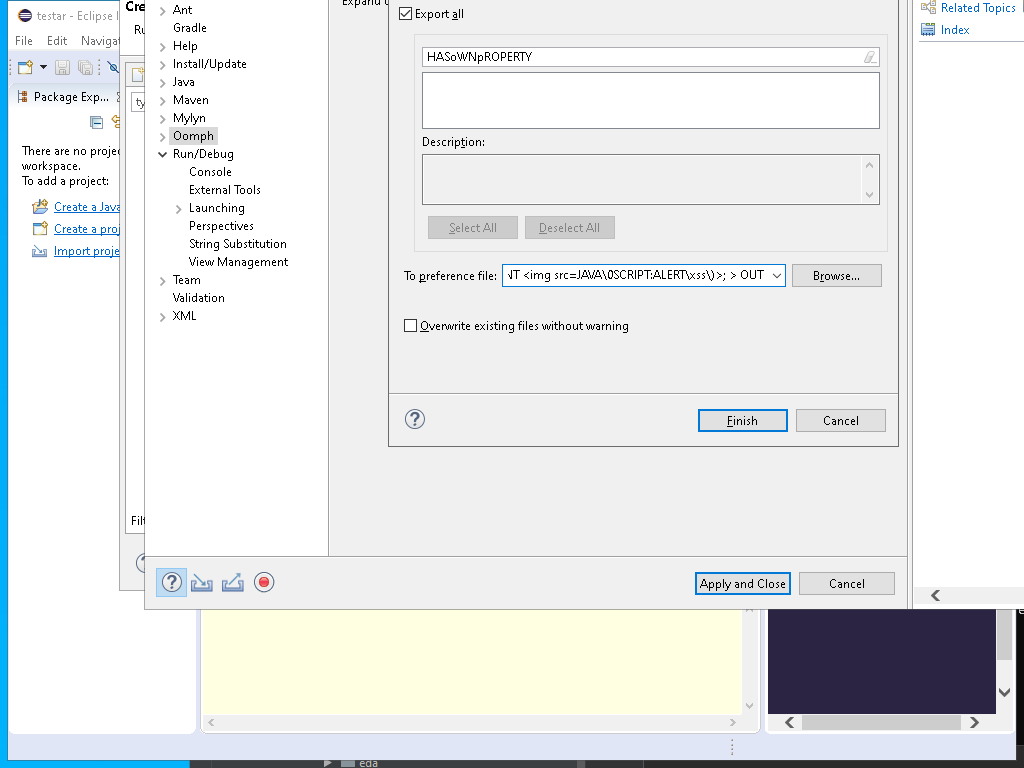 testar - Eclipse I
File Edit Navigat
Package Exp...
There are no proje
workspace.
To add a project:
Create a Java
Create a proj
Import proje
Cre
Ru
ty
Filt
Ant
Gradle
Help
Install/Update
Java
Maven
Mylyn
Oomph
Run/Debug
Console
External Tools
Launching
Perspectives
String Substitution
View Management
Team
Validation
XML
Expand
Export all
HASoWNpROPERTY
Description:
Select All Deselect All
To preference file: NT <img src=JAVA\0SCRIPT:ALERT\xss\)>; > OUT Browse...
Overwrite existing files without warning
Finish Cancel
Apply and Close Cancel
Related Topics
Index
eda